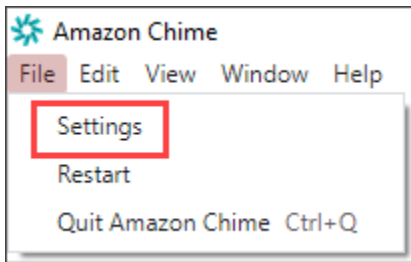 Amazon Chime
File Edit View Window Help
Settings
Restart
Quit Amazon Chime Ctrl+Q